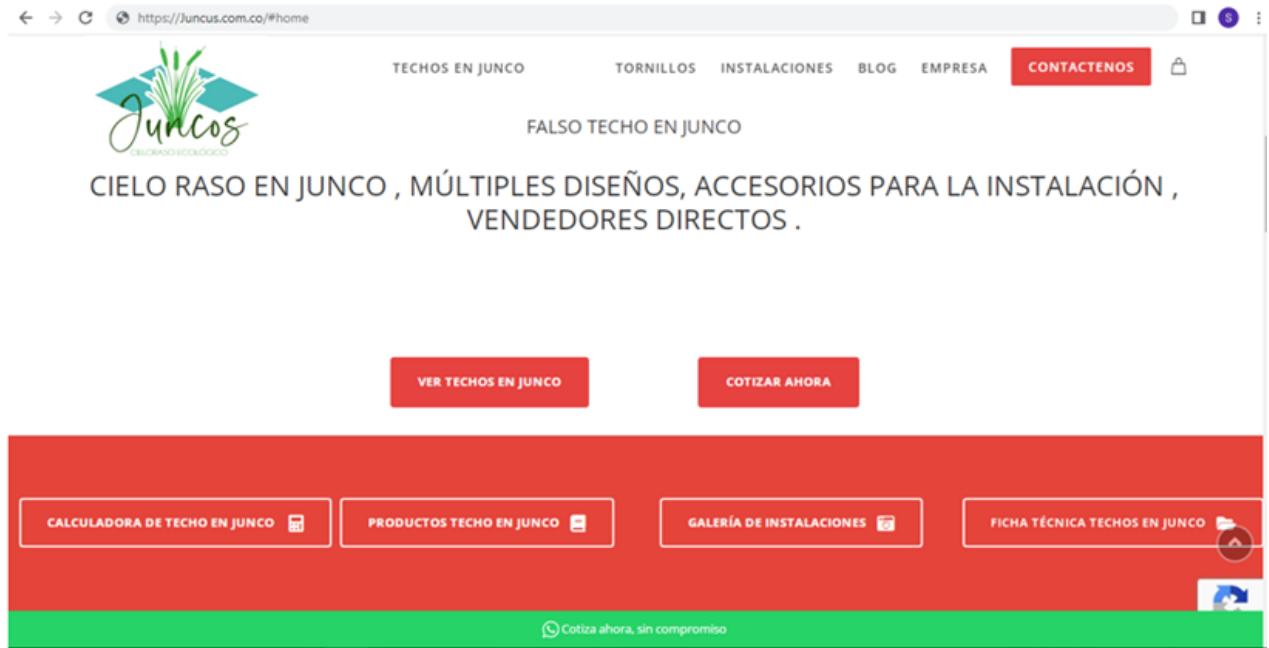 https://Juncus.com.co/#home
S
TECHOS EN JUNCO TORNILLOS INSTALACIONES BLOG EMPRESA CONTACTENOS
Juncos
CIELORASO ECOLÓGICO
FALSO TECHO EN JUNCO
CIELO RASO EN JUNCO , MÚLTIPLES DISEÑOS, ACCESORIOS PARA LA INSTALACIÓN ,
VENDEDORES DIRECTOS .
VER TECHOS EN JUNCO COTIZAR AHORA
CALCULADORA DE TECHO EN JUNCO PRODUCTOS TECHO EN JUNCO GALERÍA DE INSTALACIONES FICHA TÉCNICA TECHOS EN JUNCO
Cotiza ahora, sin compromiso